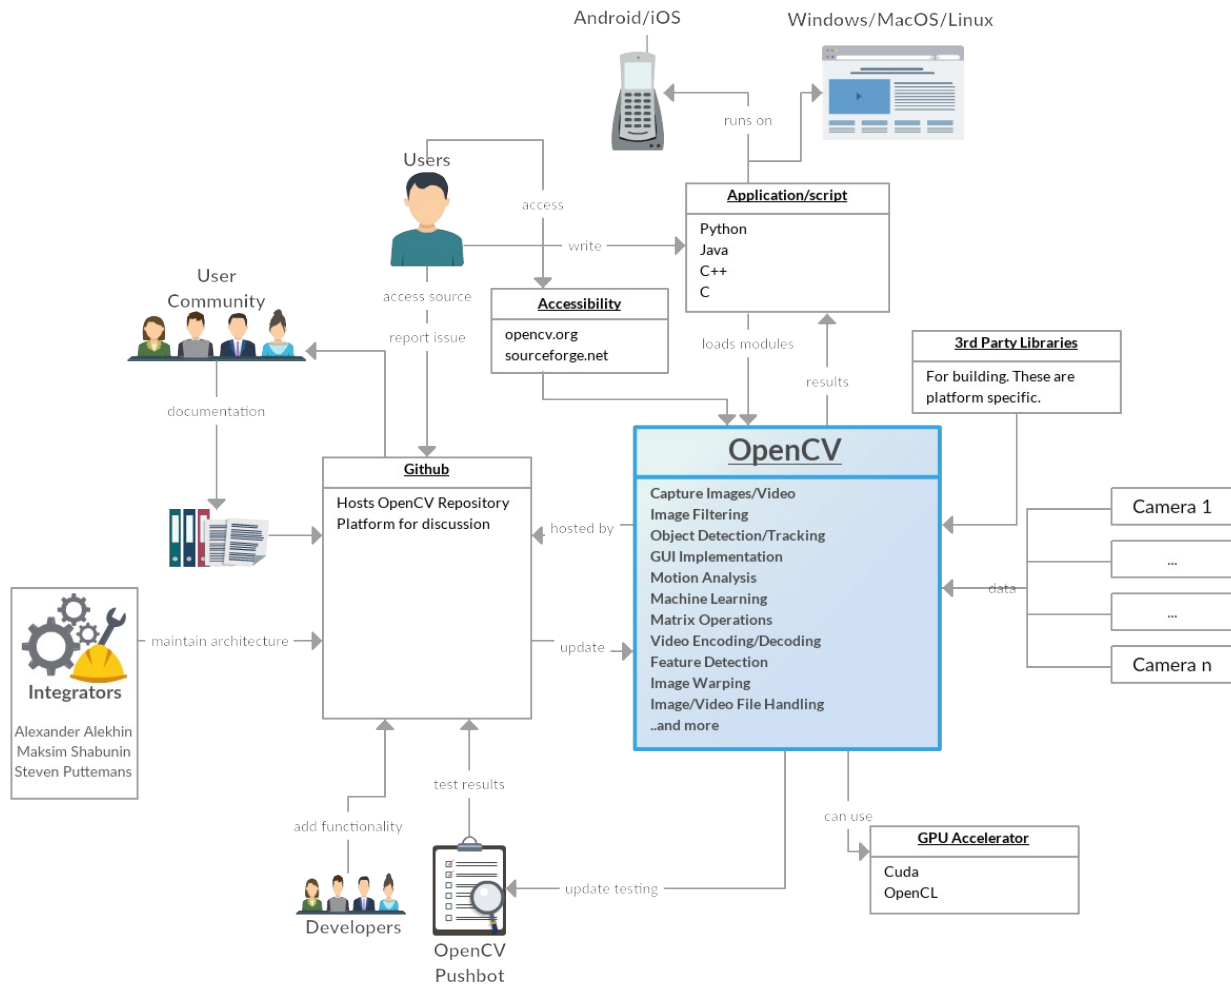 Android/iOS
Windows/MacOS/Linux
runs on
Users
access
write
Application/script
Python
Java
C++
C
User
Community
access source
report issue
Accessibility
opencv.org
sourceforge.net
loads modules
results
3rd Party Libraries
For building. These are
platform specific.
documentation
Github
Hosts OpenCV Repository
Platform for discussion
hosted by
OpenCV
Capture Images/Video
Image Filtering
Object Detection/Tracking
GUI Implementation
Motion Analysis
Machine Learning
Matrix Operations
Video Encoding/Decoding
Feature Detection
Image Warping
Image/Video File Handling
..and more
data
Camera 1
...
...
Camera n
Integrators
Alexander Alekhin
Maksim Shabunin
Steven Puttemans
maintain architecture
update
test results
add functionality
Developers
OpenCV
Pushbot
update testing
can use
GPU Accelerator
Cuda
OpenCL